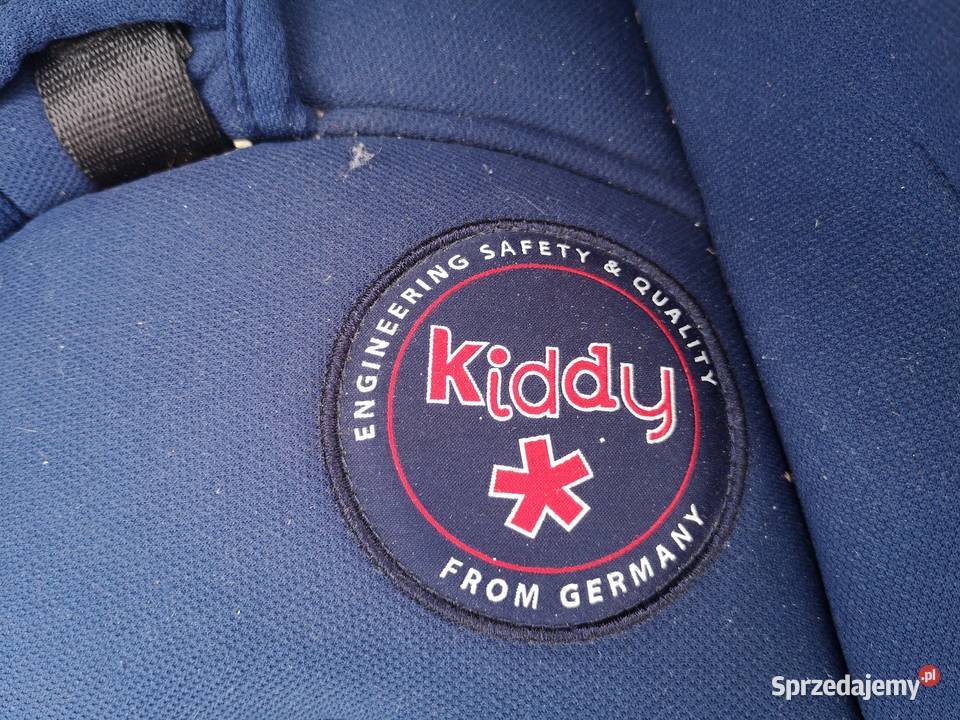 ENGINEERING SAFETY & QUALITY
Kiddy
FROM GERMANY
Sprzedajemy.pl